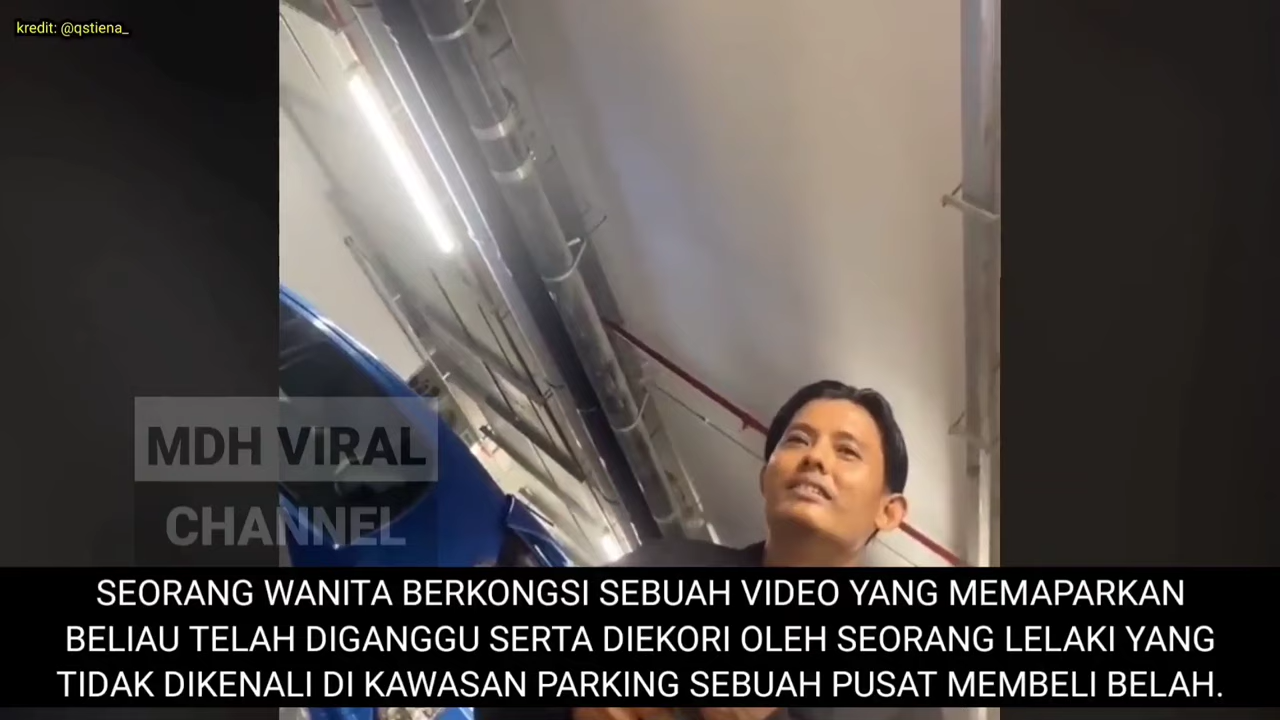 kredit: @qstiena_
MDH VIRAL
CHANNEL
SEORANG WANITA BERKONGSI SEBUAH VIDEO YANG MEMAPARKAN
BELIAU TELAH DIGANGGU SERTA DIEKORI OLEH SEORANG LELAKI YANG
TIDAK DIKENALI DI KAWASAN PARKING SEBUAH PUSAT MEMBELI BELAH.